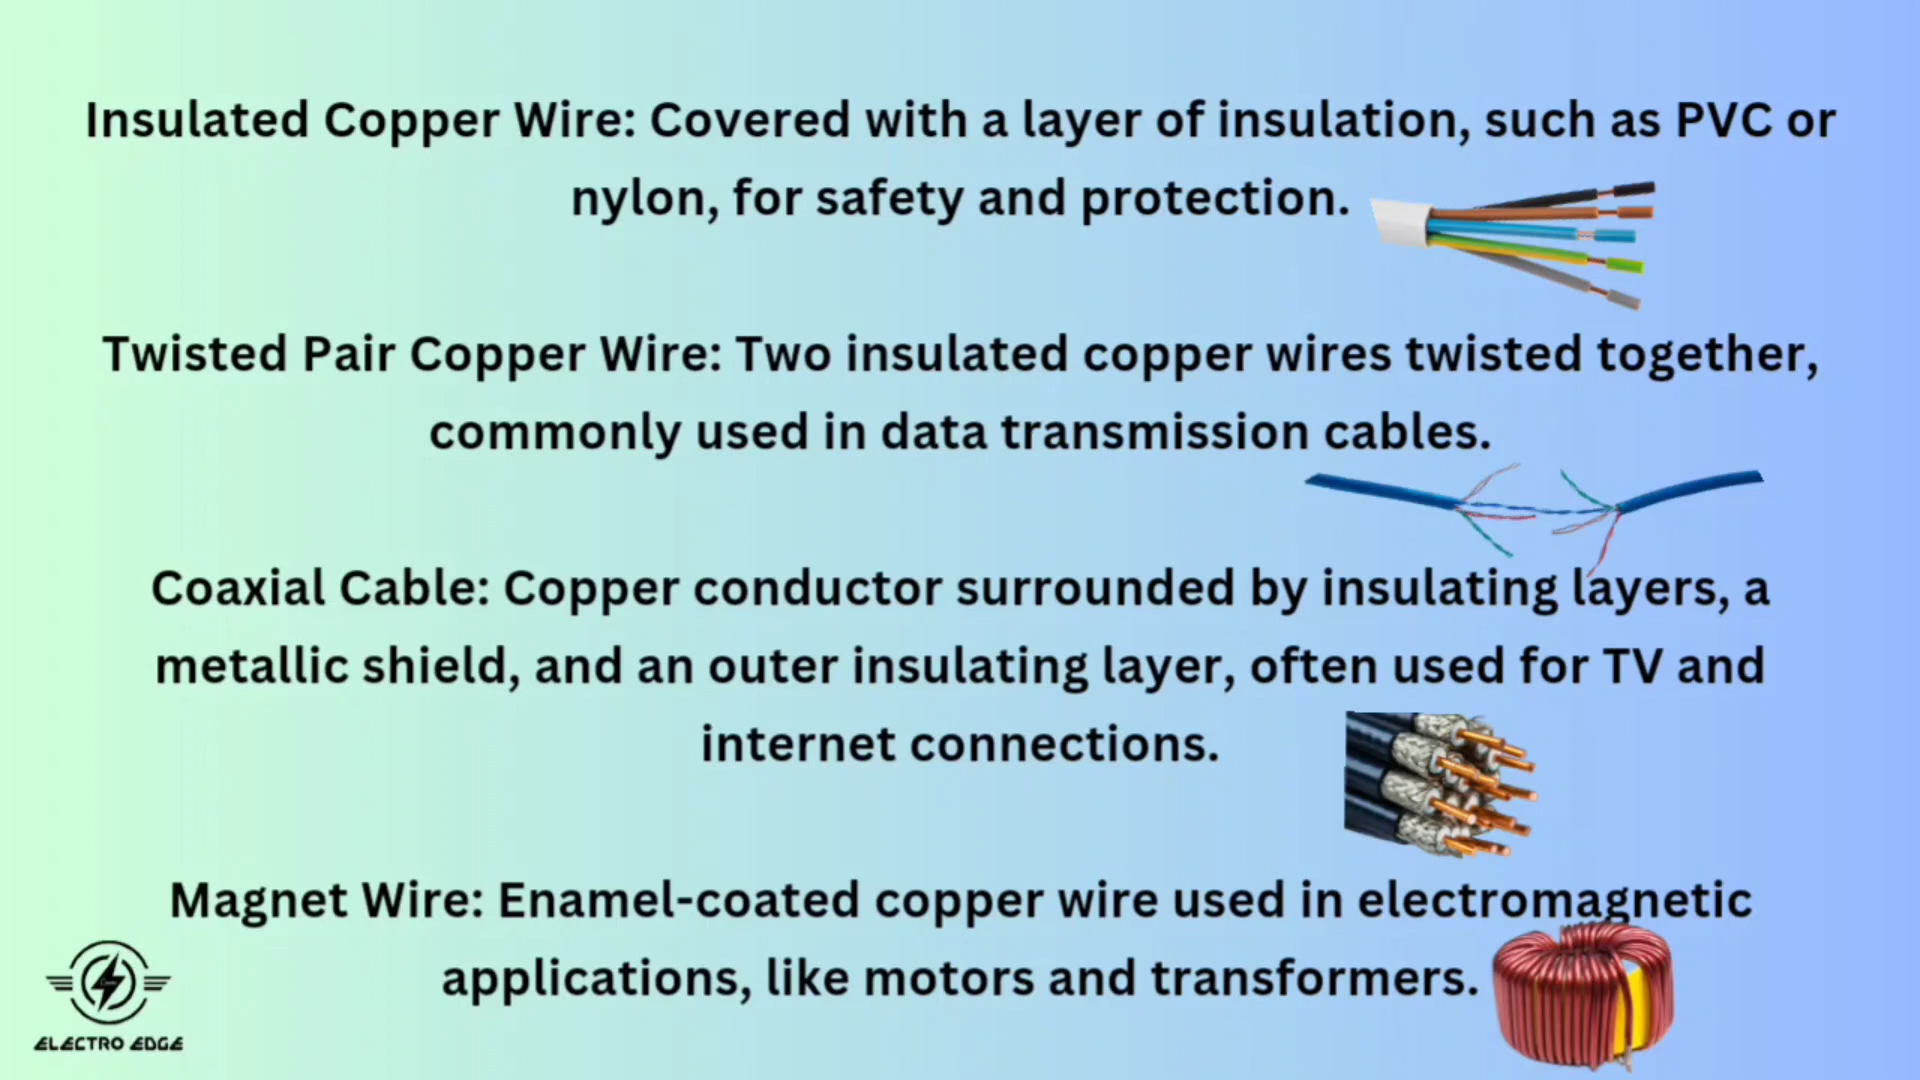 Insulated Copper Wire: Covered with a layer of insulation, such as PVC or
nylon, for safety and protection.
Twisted Pair Copper Wire: Two insulated copper wires twisted together,
commonly used in data transmission cables.
Coaxial Cable: Copper conductor surrounded by insulating layers, a
metallic shield, and an outer insulating layer, often used for TV and
internet connections.
Magnet Wire: Enamel-coated copper wire used in electromagnetic
applications, like motors and transformers.
ELECTRO EDGE